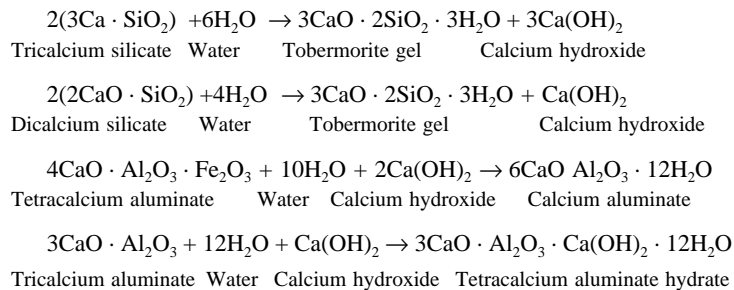 2(3Ca · SiO₂) +6H₂O → 3CaO · 2SiO₂ · 3H₂O + 3Ca(OH)₂
Tricalcium silicate Water Tobermorite gel Calcium hydroxide
2(2CaO · SiO₂) +4H₂O → 3CaO · 2SiO₂ · 3H₂O + Ca(OH)₂
Dicalcium silicate Water Tobermorite gel Calcium hydroxide
4CaO · Al₂O₃ · Fe₂O₃ + 10H₂O + 2Ca(OH)₂ → 6CaO Al₂O₃ · 12H₂O
Tetracalcium aluminate Water Calcium hydroxide Calcium aluminate
3CaO · Al₂O₃ + 12H₂O + Ca(OH)₂ → 3CaO · Al₂O₃ · Ca(OH)₂ · 12H₂O
Tricalcium aluminate Water Calcium hydroxide Tetracalcium aluminate hydrate